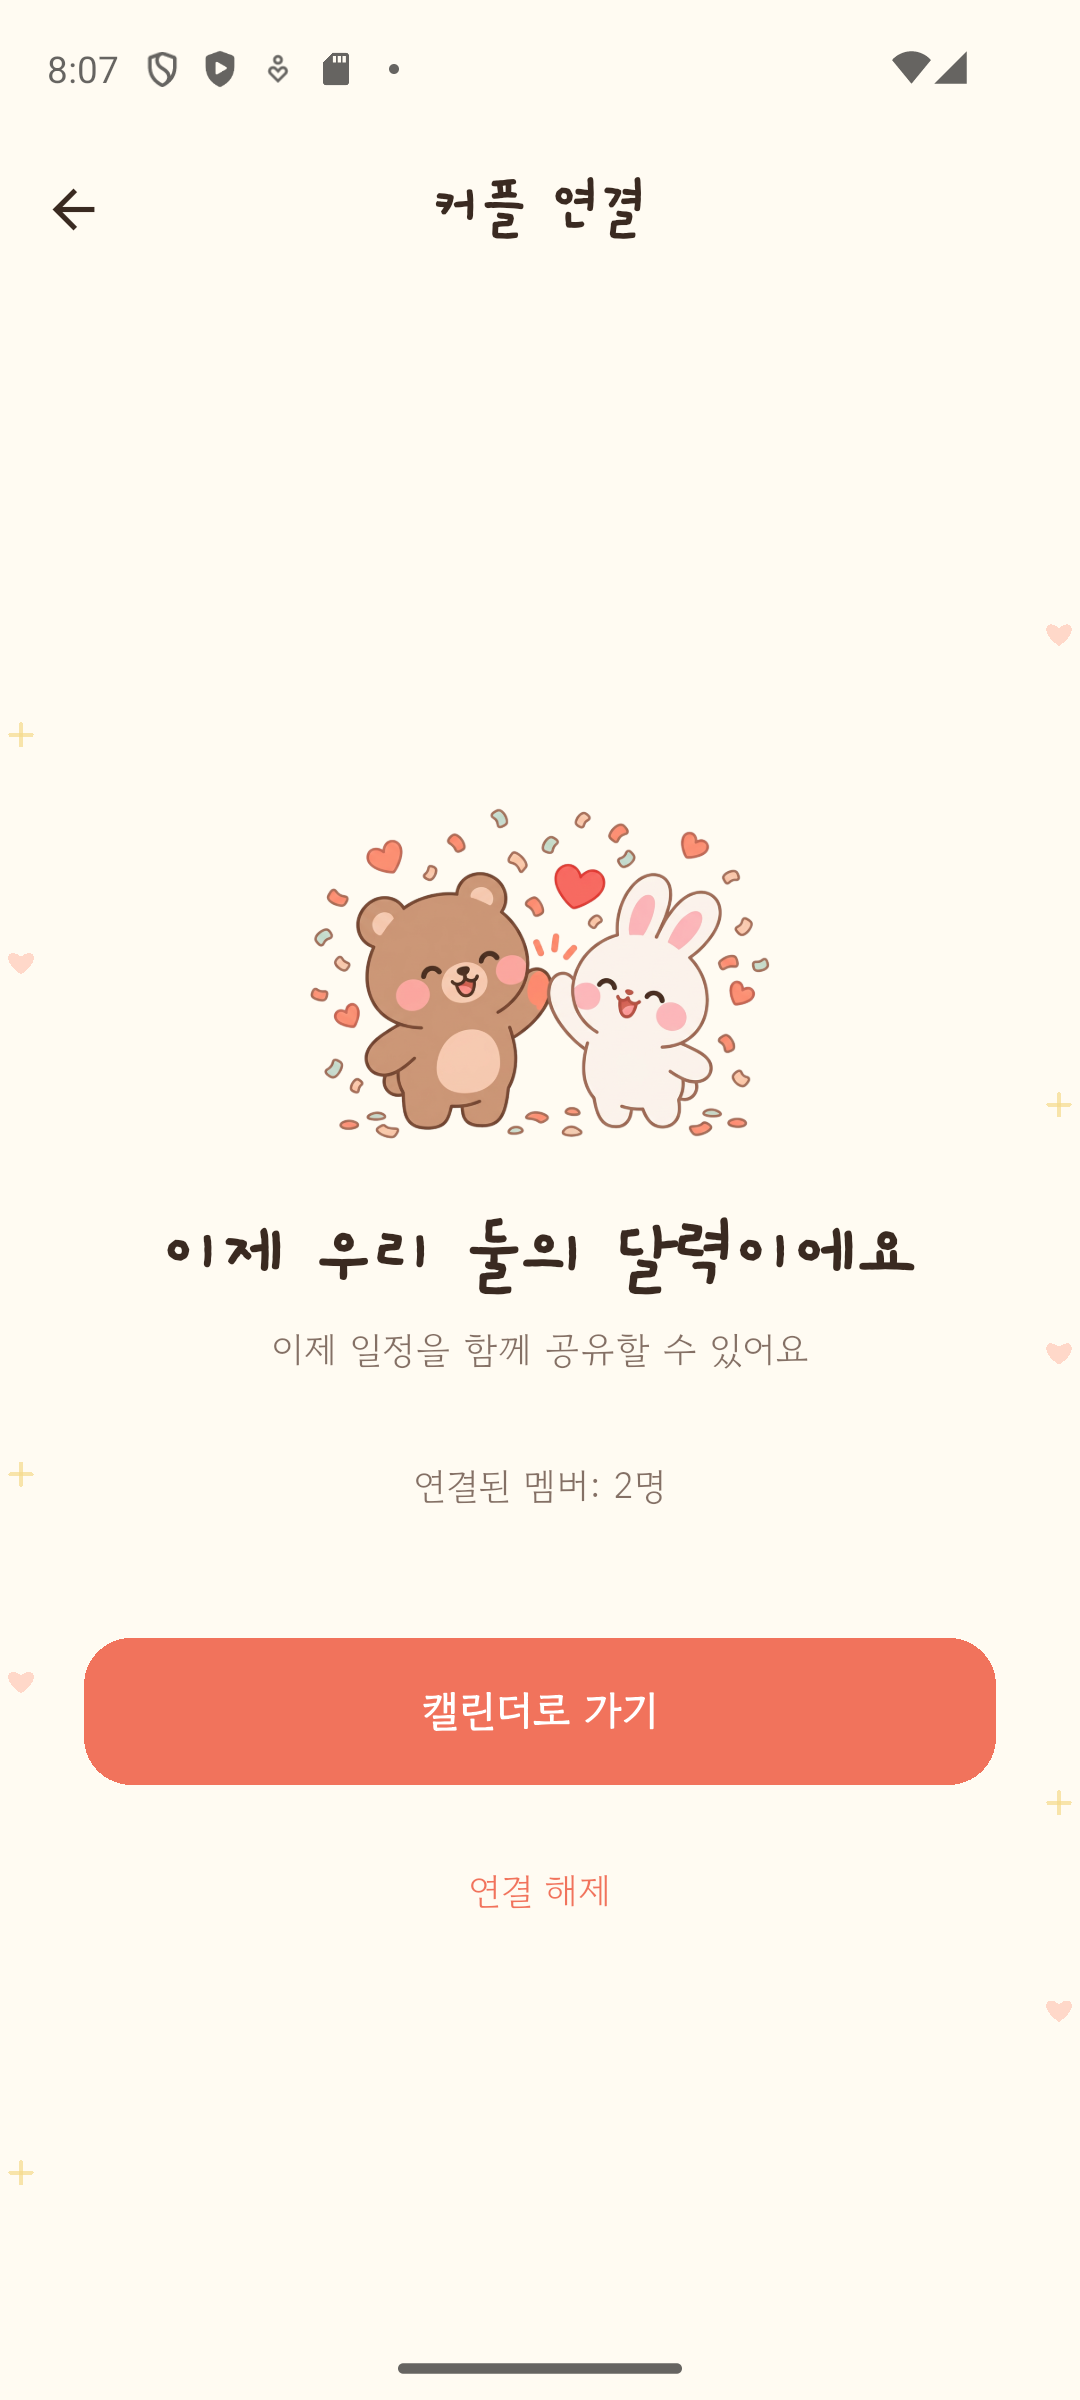 8:07
커플 연결
이제 우리 둘의 달력이에요
이제 일정을 함께 공유할 수 있어요
연결된 멤버: 2명
캘린더로 가기
연결 해제